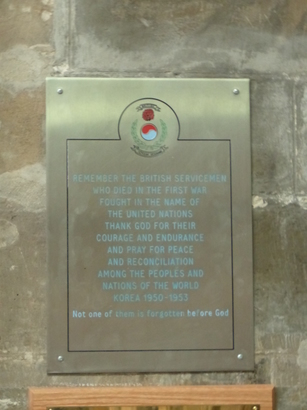 REMEMBER THE BRITISH SERVICEMEN
WHO DIED IN THE FIRST WAR
FOUGHT IN THE NAME OF
THE UNITED NATIONS
THANK GOD FOR THEIR
COURAGE AND ENDURANCE
AND PRAY FOR PEACE
AND RECONCILIATION
AMONG THE PEOPLES AND
NATIONS OF THE WORLD
KOREA 1950-1953
Not one of them is forgotten before God